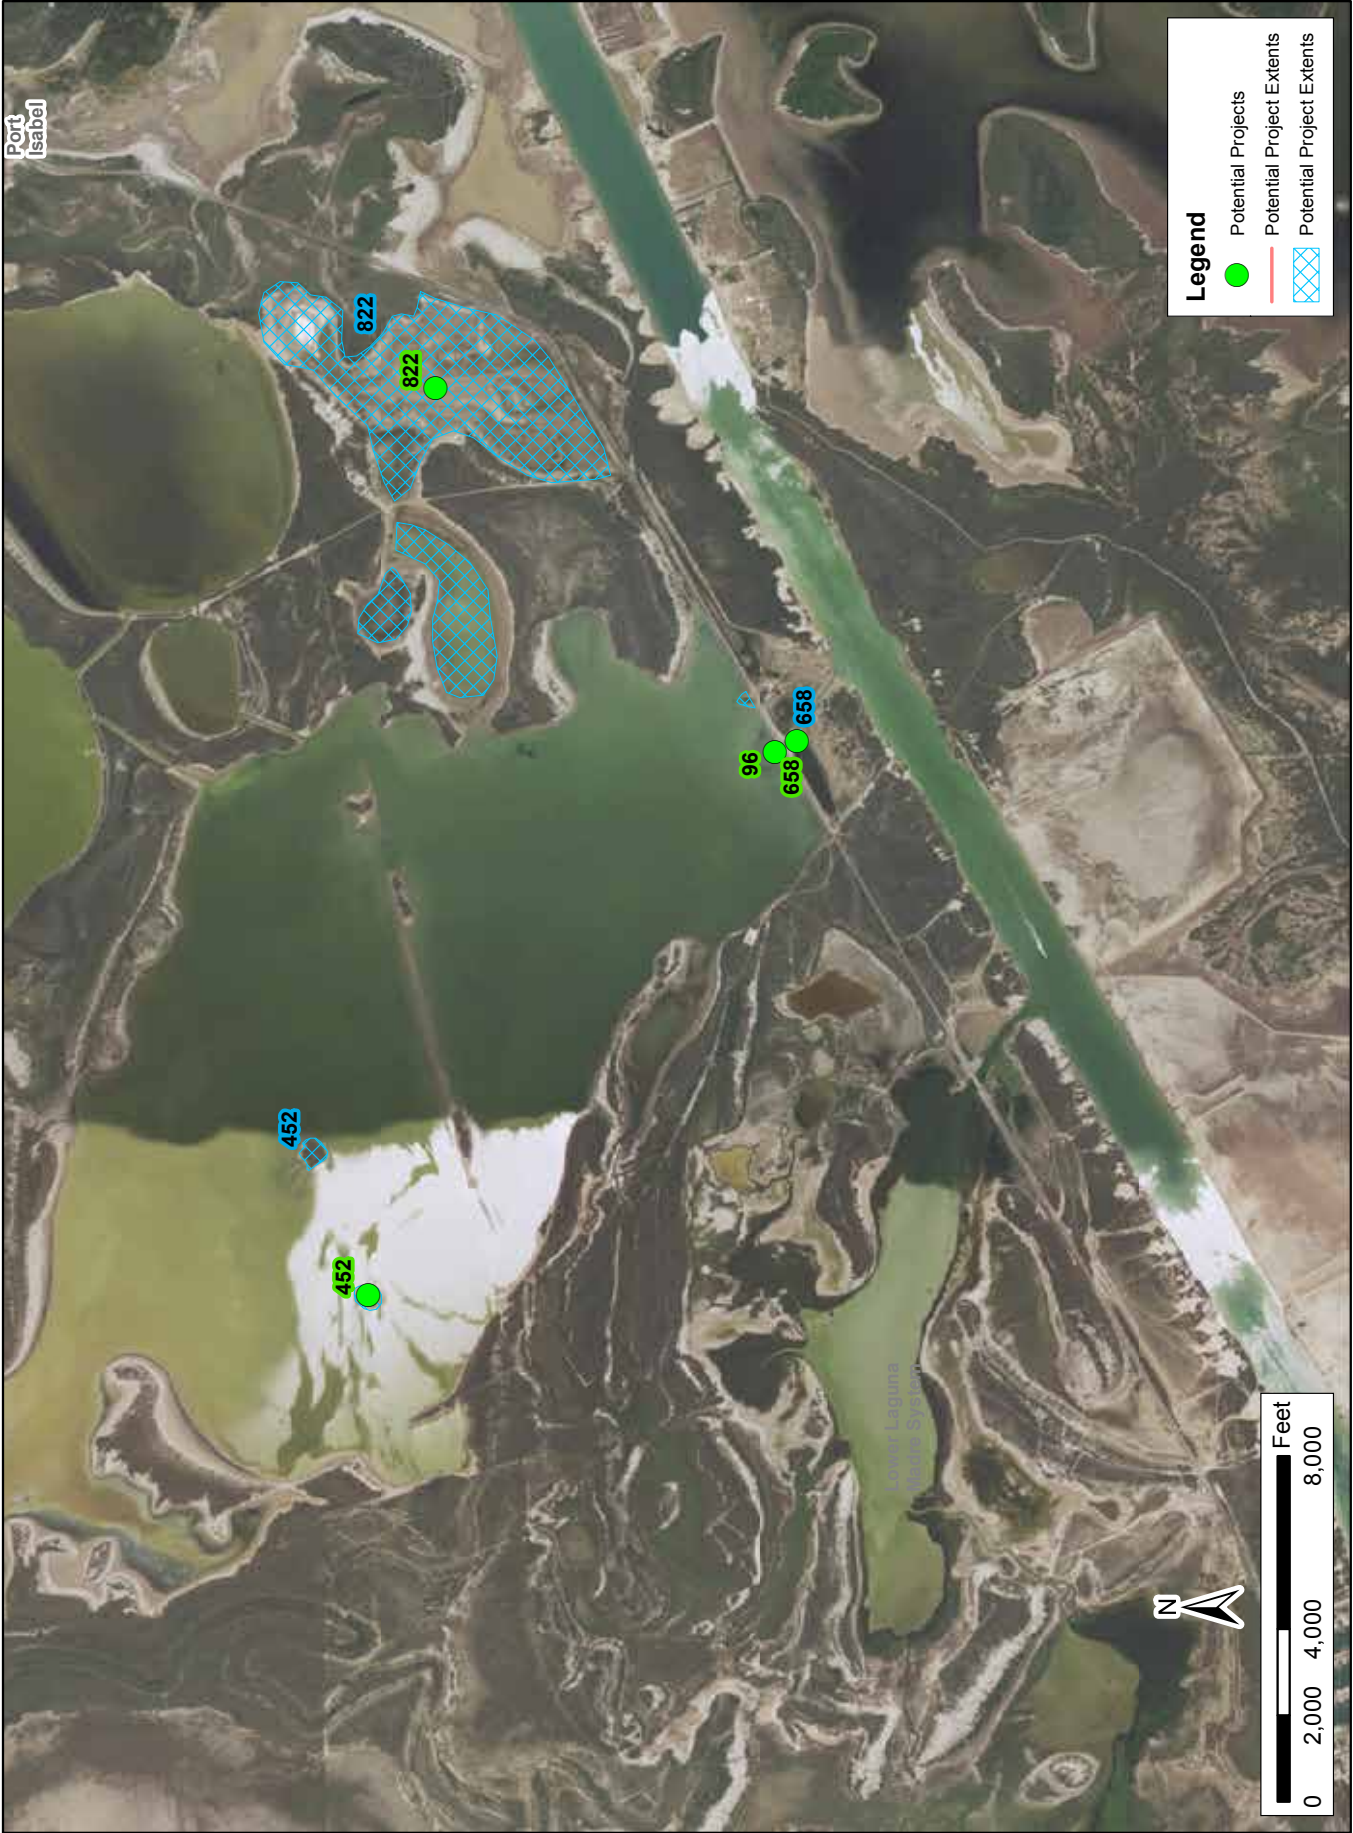 Port
Isabel
822
822
452
452
96
658
658
Lower Laguna
Madre System
Legend
Potential Projects
Potential Project Extents
Potential Project Extents
N
Feet
0 2,000 4,000 8,000